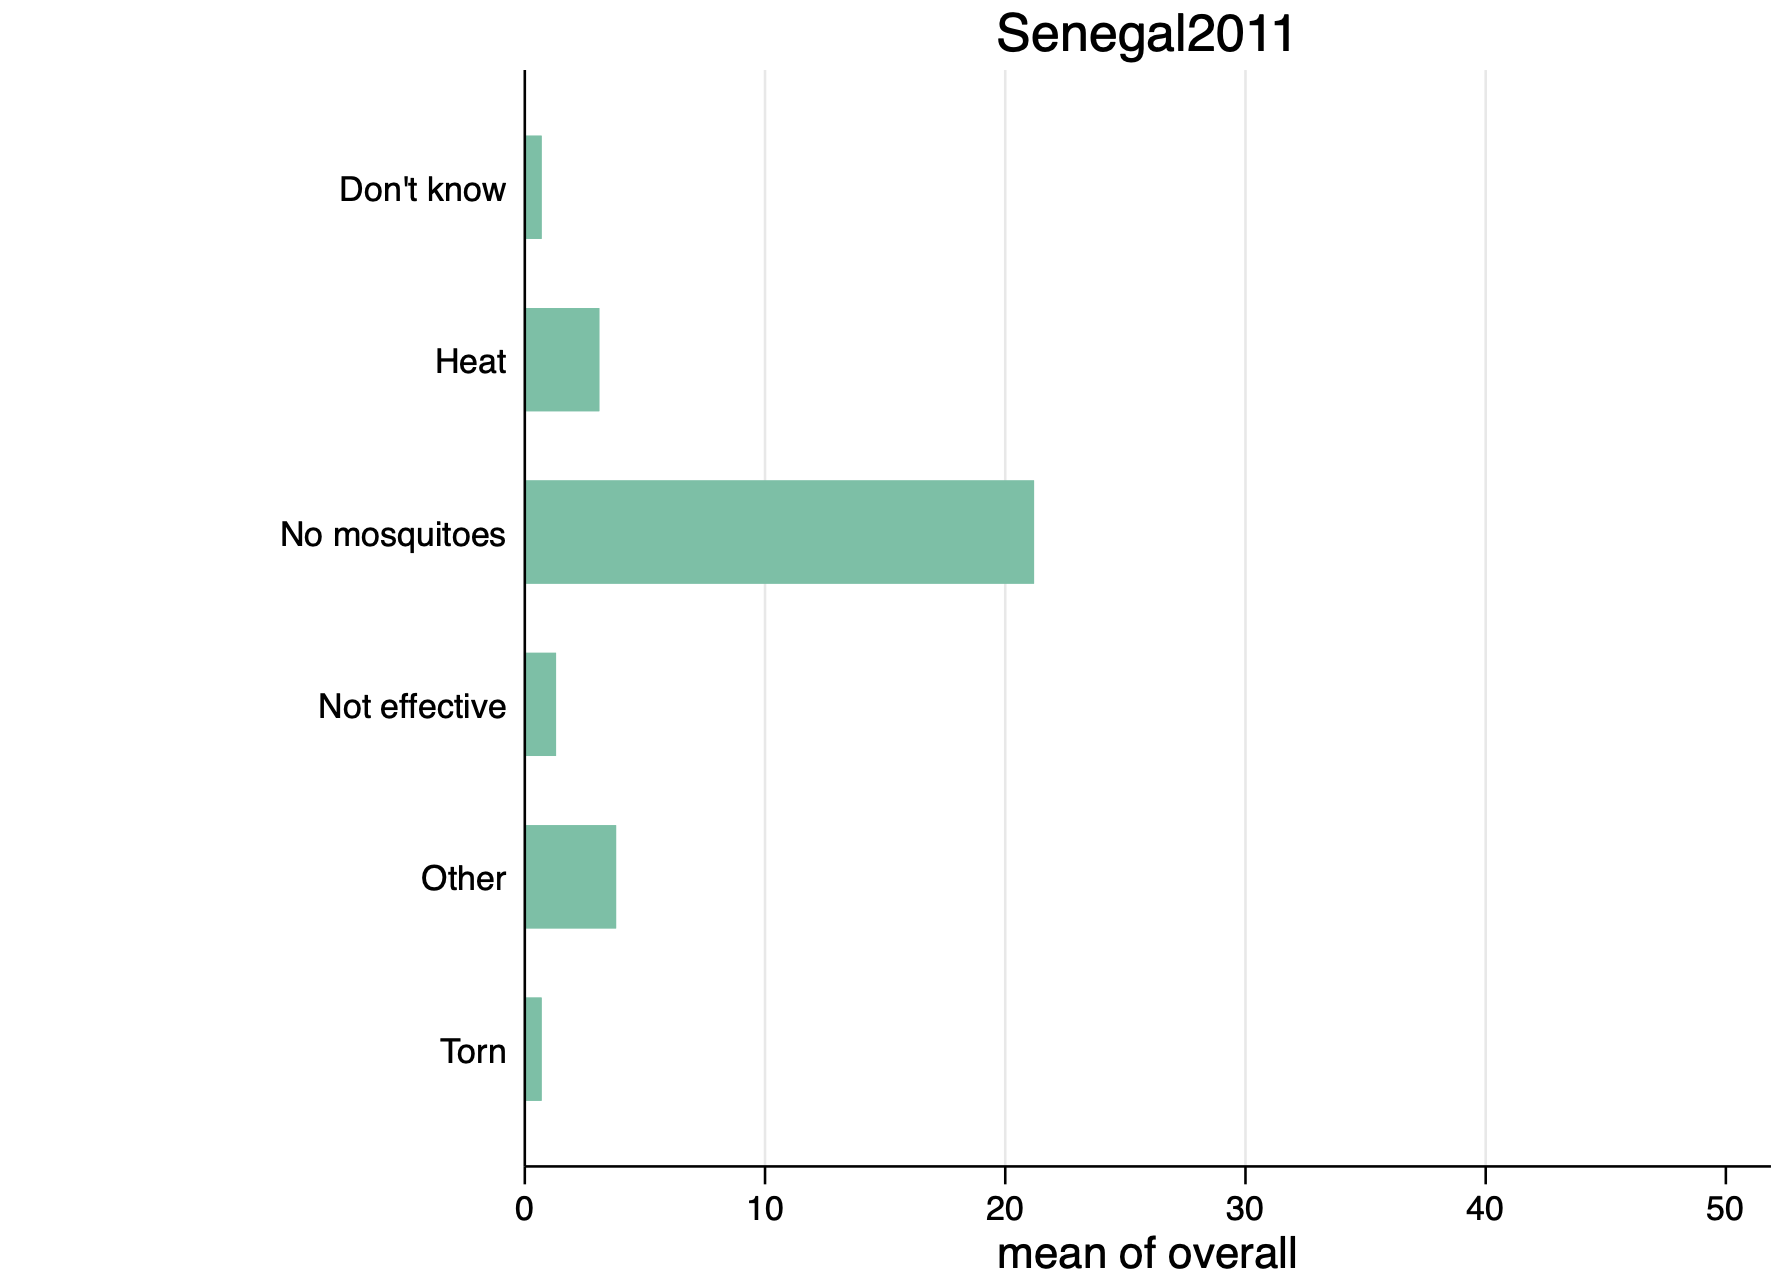 Senegal2011
Don't know
Heat
No mosquitoes
Not effective
Other
Torn
0 10 20 30 40 50
mean of overall